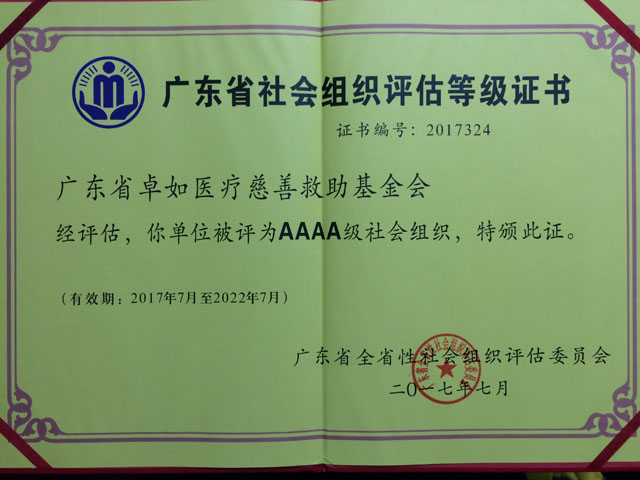 广东省社会组织评估等级证书
证书编号：2017324
广东省卓如医疗慈善救助基金会
经评估，你单位被评为AAAA级社会组织，特颁此证。
（有效期：2017年7月至2022年7月）
广东省全省性社会组织评估委员会
二〇一七年七月